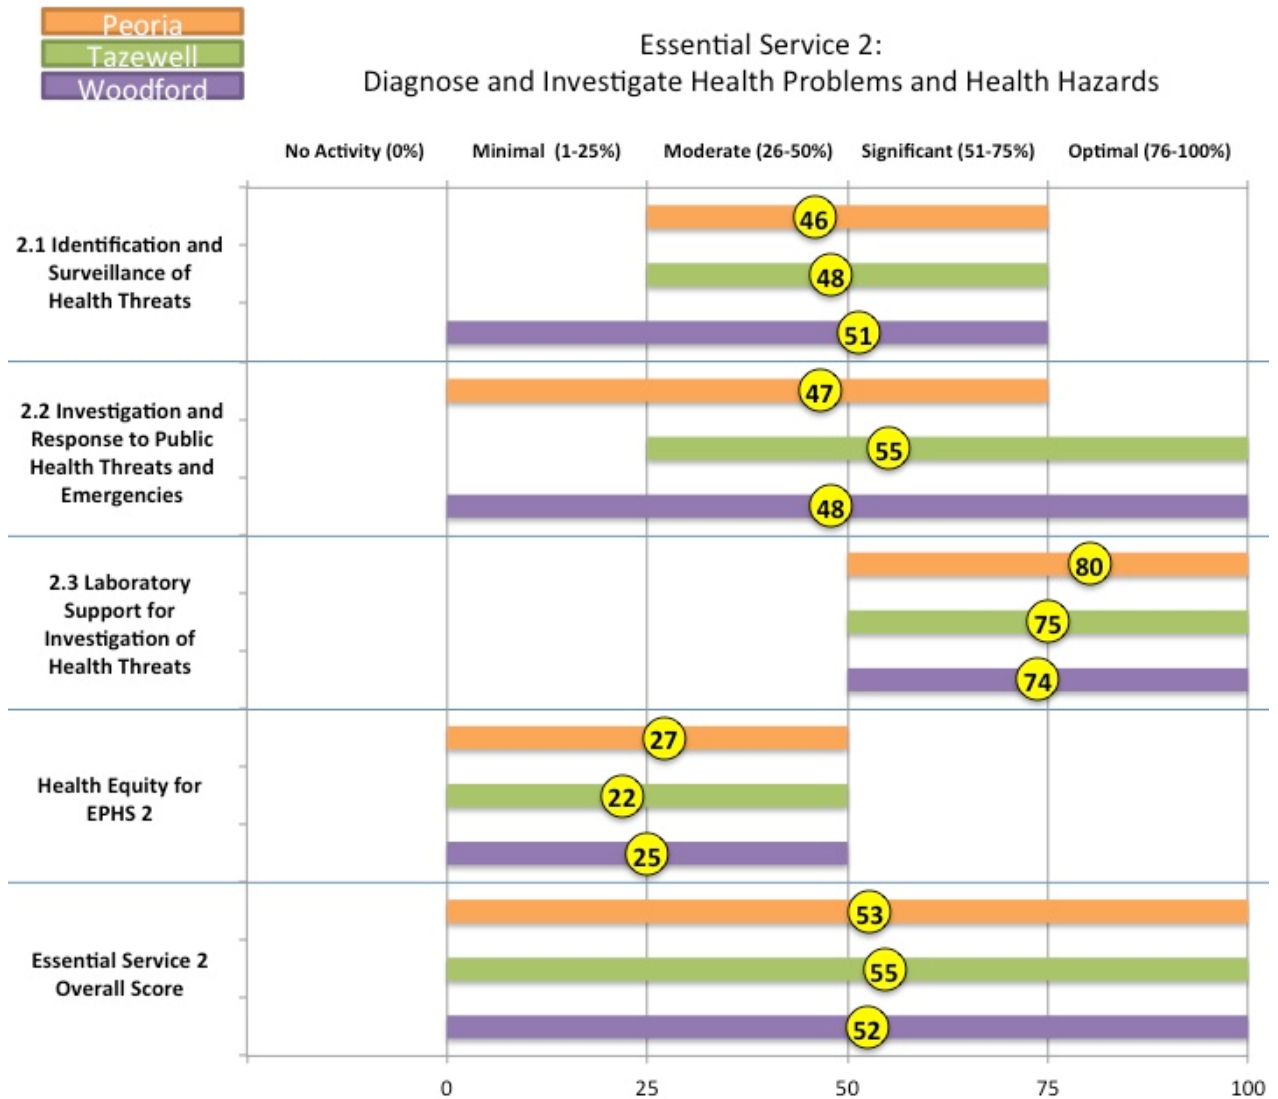 Peoria
Tazewell
Woodford
Essential Service 2:
Diagnose and Investigate Health Problems and Health Hazards
No Activity (0%)
Minimal (1-25%)
Moderate (26-50%)
Significant (51-75%)
Optimal (76-100%)
2.1 Identification and
Surveillance of
Health Threats
46
48
51
2.2 Investigation and
Response to Public
Health Threats and
Emergencies
47
55
48
2.3 Laboratory
Support for
Investigation of
Health Threats
80
75
74
Health Equity for
EPHS 2
27
22
25
Essential Service 2
Overall Score
53
55
52
0
25
50
75
100